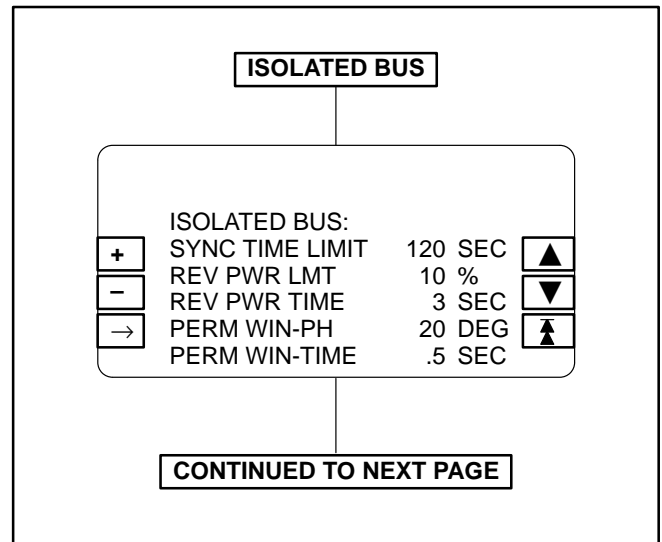 ISOLATED BUS
ISOLATED BUS:
+ SYNC TIME LIMIT 120 SEC ▲
REV PWR LMT 10 %
– REV PWR TIME 3 SEC ▼
→ PERM WIN-PH 20 DEG
PERM WIN-TIME .5 SEC
CONTINUED TO NEXT PAGE